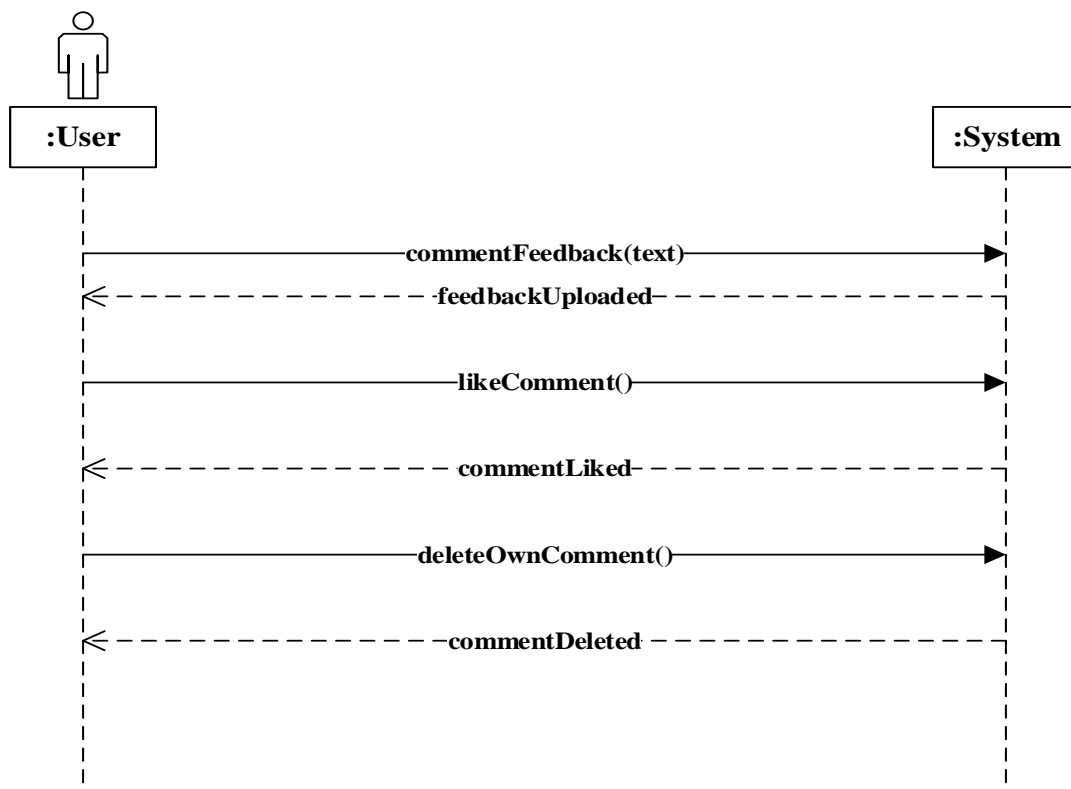 :User
:System
commentFeedback(text)
feedbackUploaded
likeComment()
commentLiked
deleteOwnComment()
commentDeleted